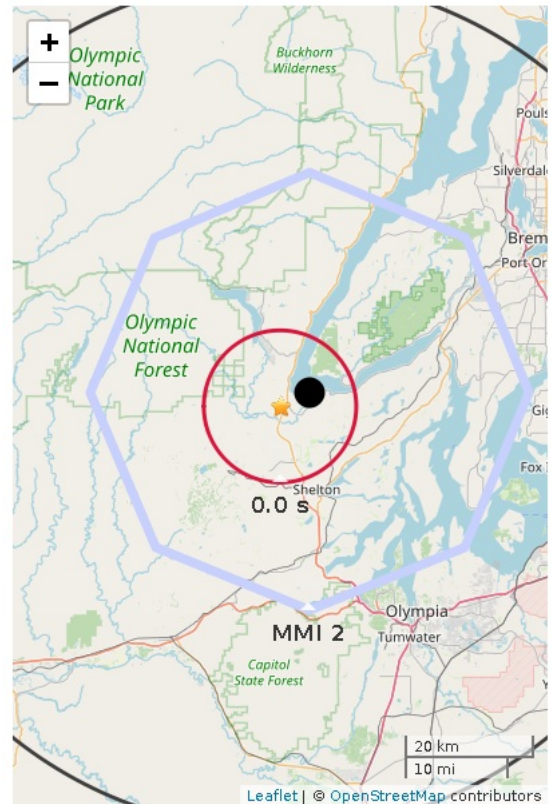 +
−
Olympic
National
Park
Buckhorn
Wilderness
Pouls
Silverdal
Brem
Port Or
Olympic
National
Forest
Gig
Fox I
Shelton
0.0 s
Olympia
MMI 2
Tumwater
Capitol
State Forest
Y
20 km
10 mi
Leaflet | © OpenStreetMap contributors